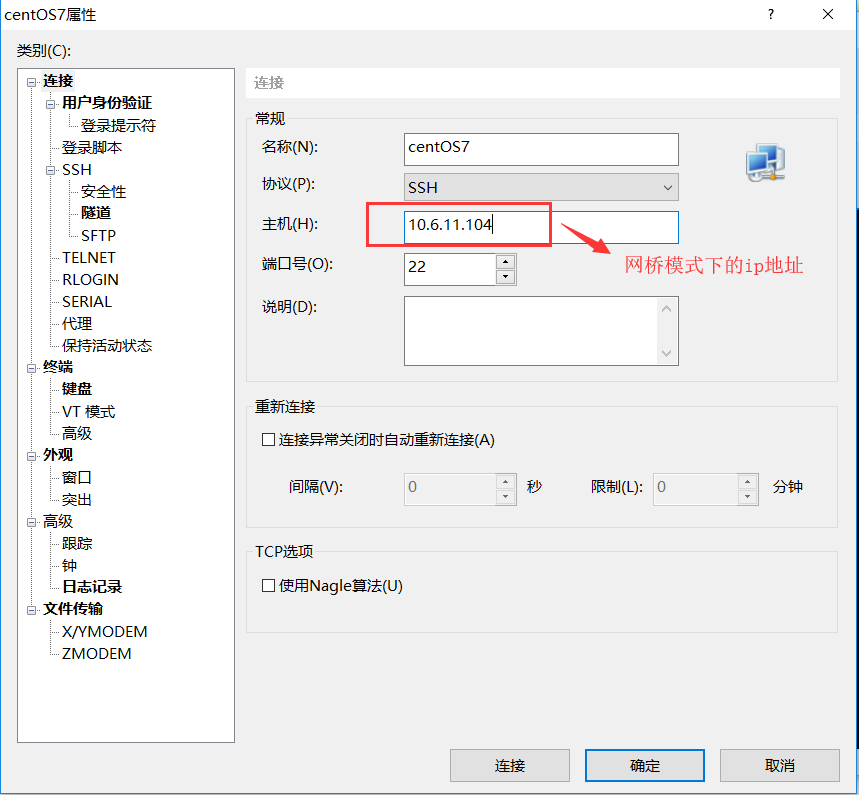 centOS7属性
?
类别(C):
连接
用户身份验证
登录提示符
登录脚本
SSH
安全性
隧道
SFTP
TELNET
RLOGIN
SERIAL
代理
保持活动状态
终端
键盘
VT 模式
高级
外观
窗口
突出
高级
跟踪
钟
日志记录
文件传输
X/YMODEM
ZMODEM
连接
常规
名称(N): centOS7
协议(P): SSH
主机(H): 10.6.11.104
网桥模式下的ip地址
端口号(O): 22
说明(D):
重新连接
连接异常关闭时自动重新连接(A)
间隔(V): 0 秒 限制(L): 0 分钟
TCP选项
使用Nagle算法(U)
连接 确定 取消